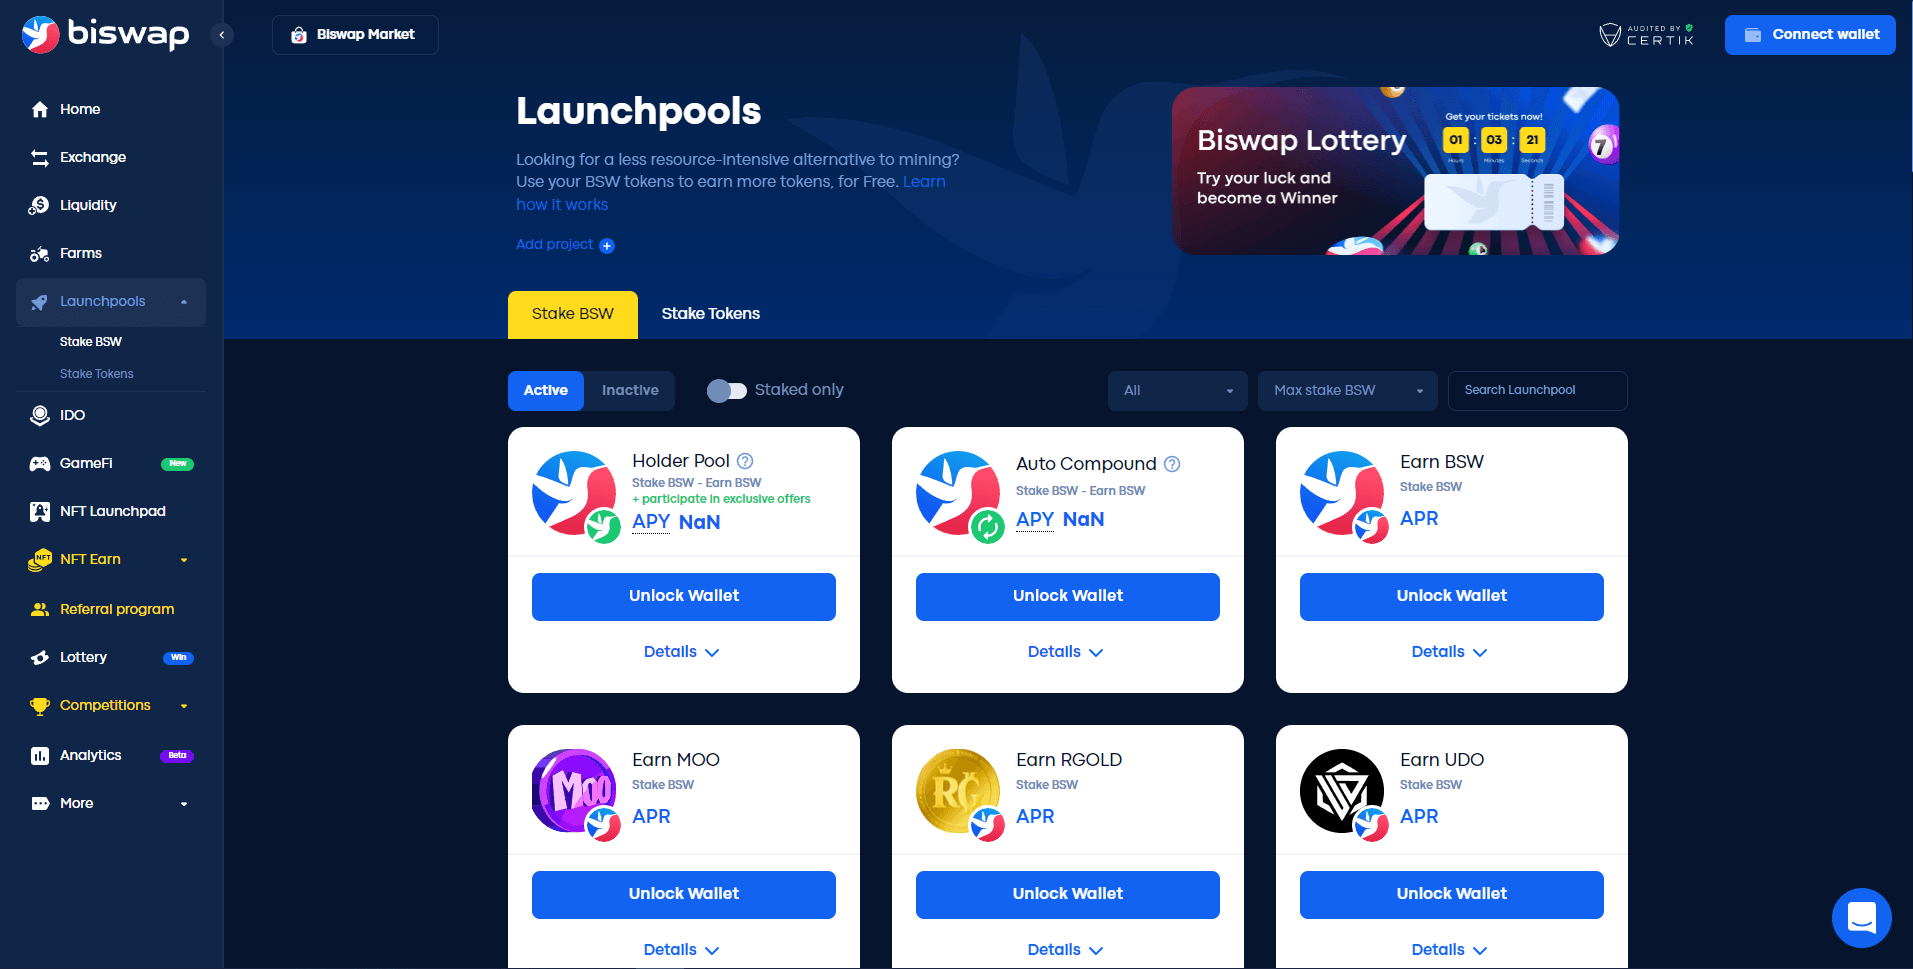 biswap
Biswap Market
AUDITED BY
CERTIK
Connect wallet
Home
Exchange
Liquidity
Farms
Launchpools
Stake BSW
Stake Tokens
IDO
GameFi
New
NFT Launchpad
NFT Earn
Referral program
Lottery
Win
Competitions
Analytics
Beta
More
Launchpools
Looking for a less resource-intensive alternative to mining?
Use your BSW tokens to earn more tokens, for Free. Learn
how it works
Add project
Biswap Lottery
Try your luck and
become a Winner
Get your tickets now!
01 : 03 : 21
Hours Minutes Seconds
7
Stake BSW
Stake Tokens
Active
Inactive
Staked only
All
Max stake BSW
Search Launchpool
Holder Pool
Stake BSW - Earn BSW
+ participate in exclusive offers
APY NaN
Unlock Wallet
Details
Auto Compound
Stake BSW - Earn BSW
APY NaN
Unlock Wallet
Details
Earn BSW
Stake BSW
APR
Unlock Wallet
Details
MOO
Earn MOO
Stake BSW
APR
Unlock Wallet
Details
RG
Earn RGOLD
Stake BSW
APR
Unlock Wallet
Details
Earn UDO
Stake BSW
APR
Unlock Wallet
Details